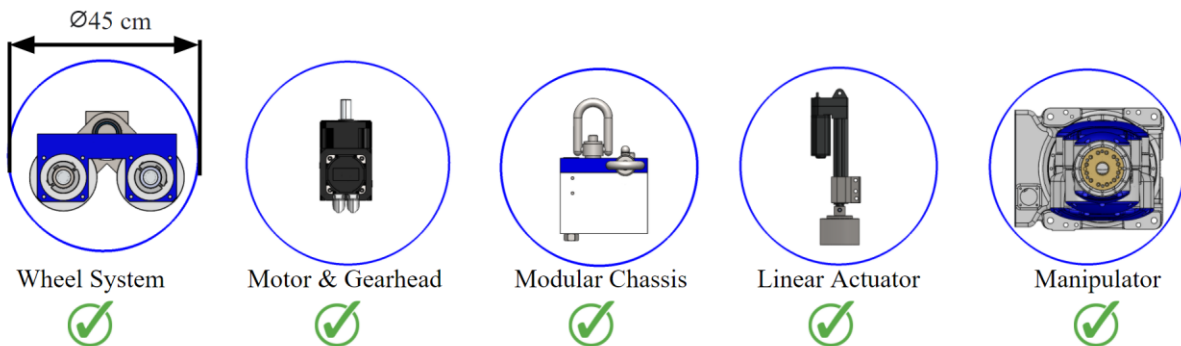 Ø45 cm
Wheel System
Motor & Gearhead
Modular Chassis
Linear Actuator
Manipulator